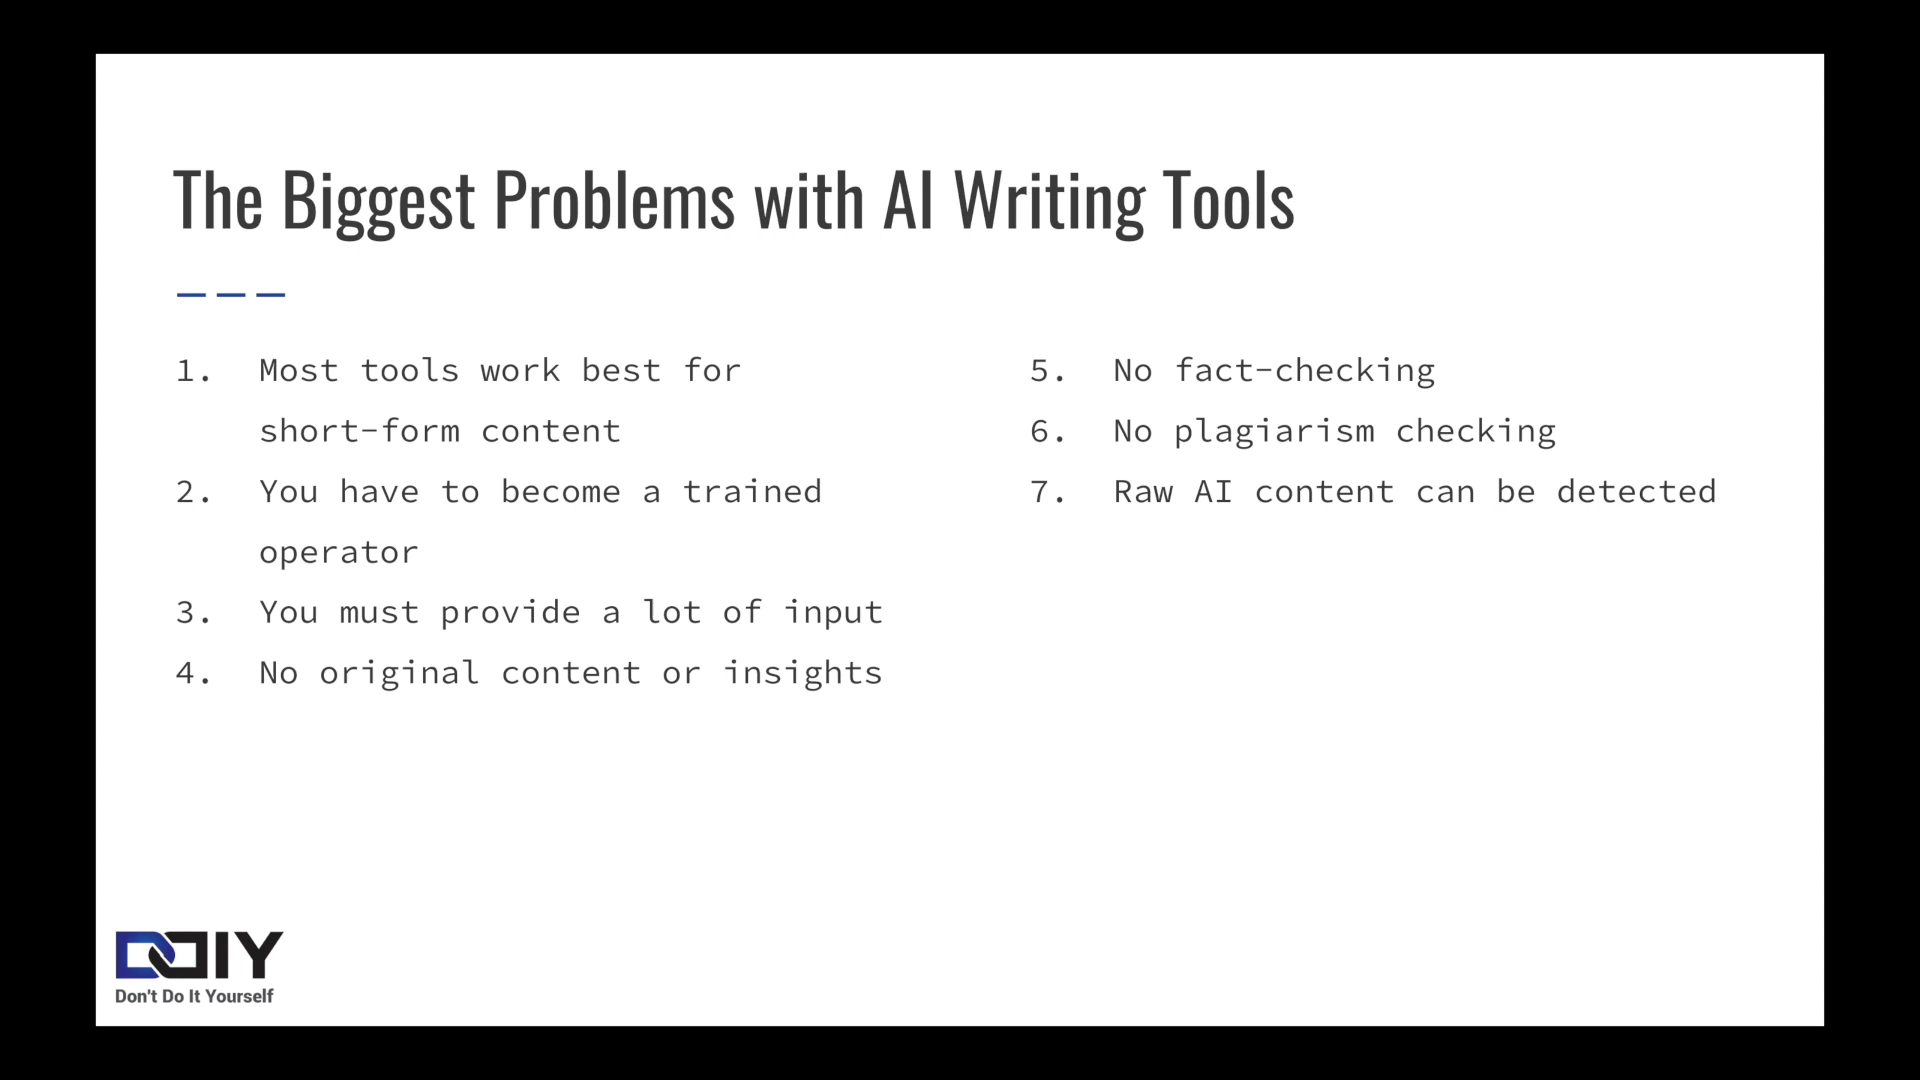 The Biggest Problems with AI Writing Tools
1. Most tools work best for
short-form content
2. You have to become a trained
operator
3. You must provide a lot of input
4. No original content or insights
5. No fact-checking
6. No plagiarism checking
7. Raw AI content can be detected
DDIY
Don't Do It Yourself